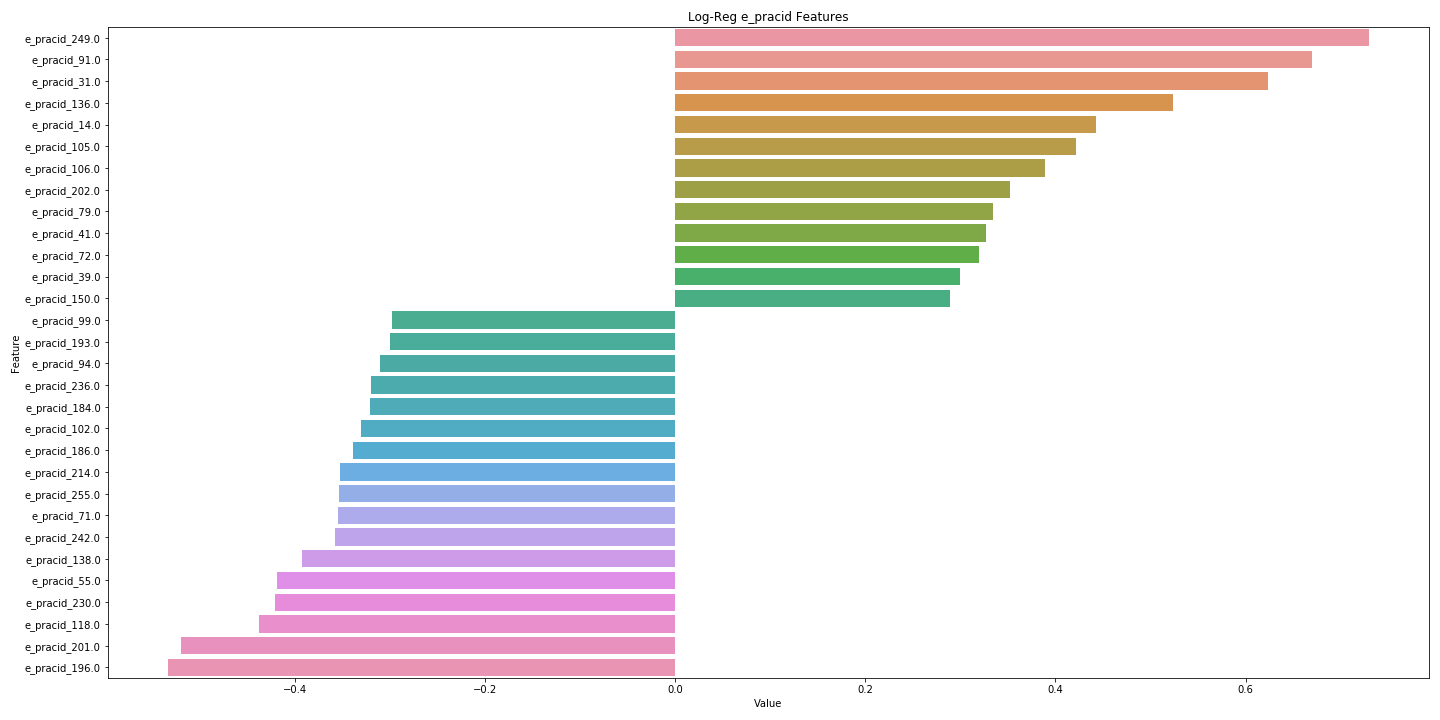 Log-Reg e_pracid Features
e_pracid_249.0
e_pracid_91.0
e_pracid_31.0
e_pracid_136.0
e_pracid_14.0
e_pracid_105.0
e_pracid_106.0
e_pracid_202.0
e_pracid_79.0
e_pracid_41.0
e_pracid_72.0
e_pracid_39.0
e_pracid_150.0
e_pracid_99.0
e_pracid_193.0
e_pracid_94.0
e_pracid_236.0
e_pracid_184.0
e_pracid_102.0
e_pracid_186.0
e_pracid_214.0
e_pracid_255.0
e_pracid_71.0
e_pracid_242.0
e_pracid_138.0
e_pracid_55.0
e_pracid_230.0
e_pracid_118.0
e_pracid_201.0
e_pracid_196.0
Feature
−0.4 −0.2 0.0 0.2 0.4 0.6
Value